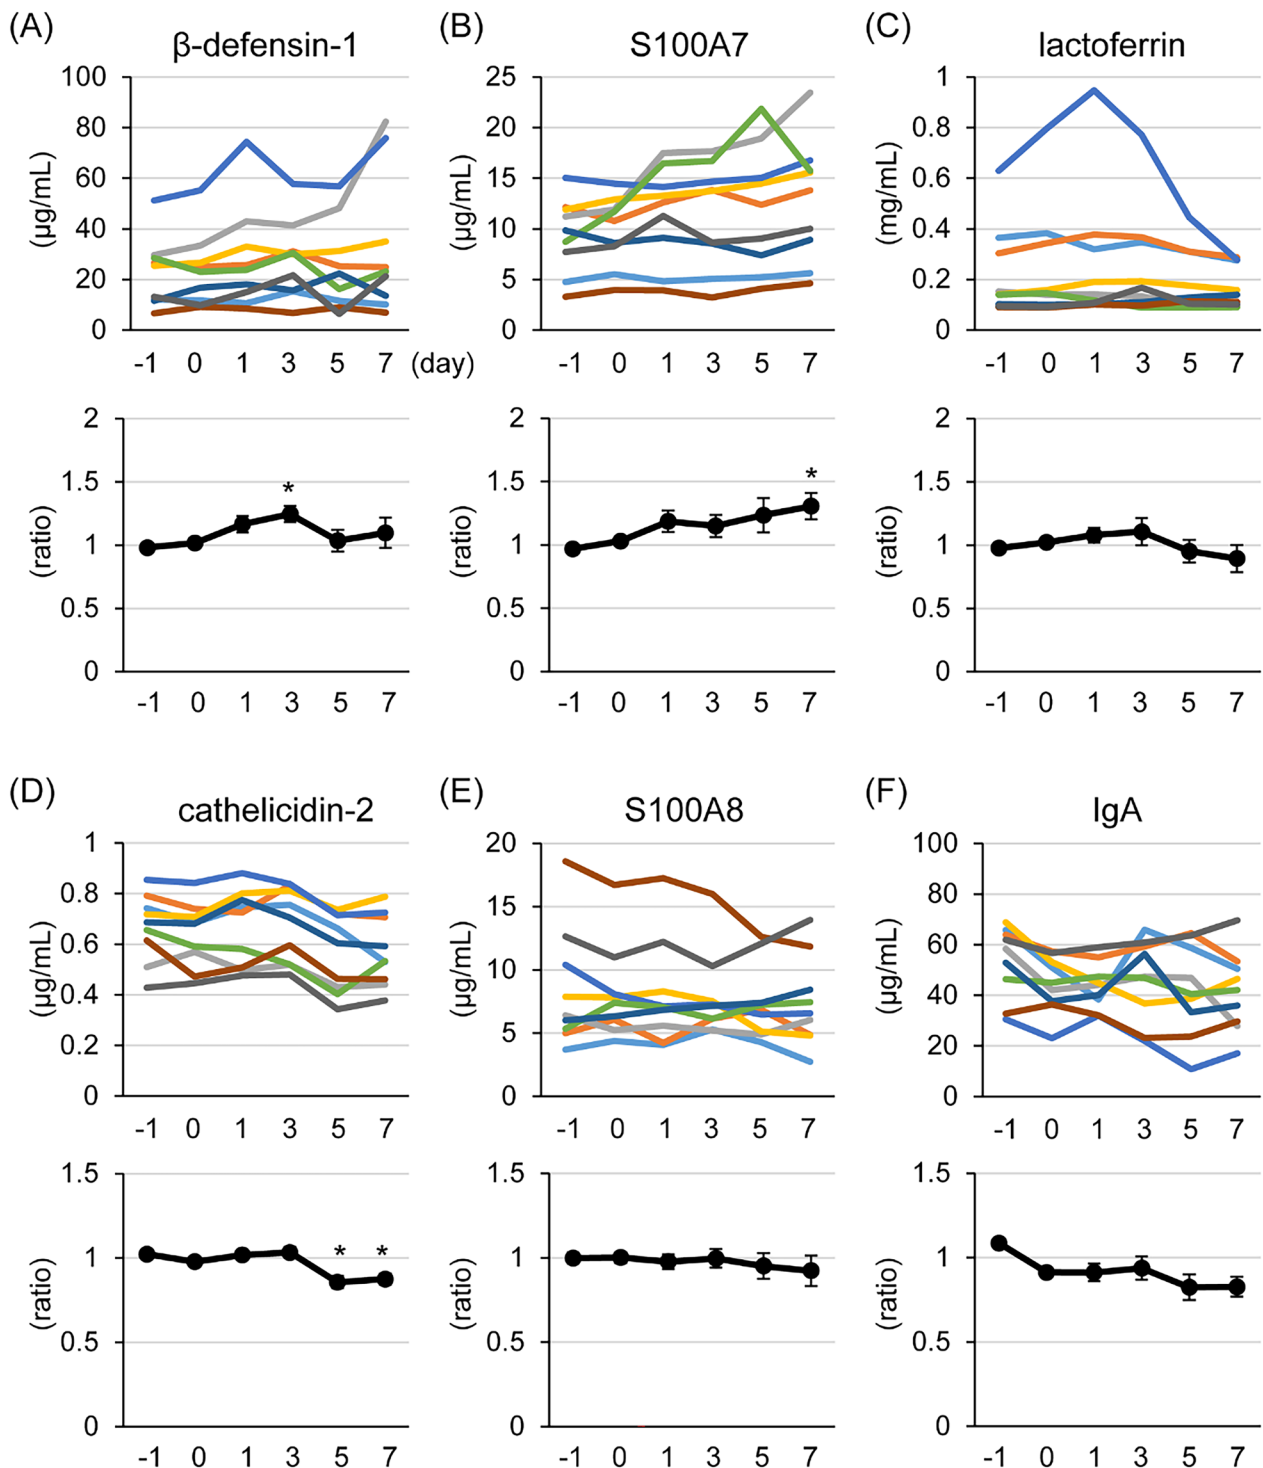 (A)
β-defensin-1
100
80
60
40
20
0
(μg/mL)
-1 0 1 3 5 7 (day)
2
1.5
1
0.5
0
(ratio)
*
-1 0 1 3 5 7
(B)
S100A7
25
20
15
10
5
0
(μg/mL)
-1 0 1 3 5 7
2
1.5
1
0.5
0
(ratio)
*
-1 0 1 3 5 7
(C)
lactoferrin
1
0.8
0.6
0.4
0.2
0
(mg/mL)
-1 0 1 3 5 7
2
1.5
1
0.5
0
(ratio)
-1 0 1 3 5 7
(D)
cathelicidin-2
1
0.8
0.6
0.4
0.2
0
(μg/mL)
-1 0 1 3 5 7
1.5
1
0.5
0
(ratio)
* *
-1 0 1 3 5 7
(E)
S100A8
20
15
10
5
0
(μg/mL)
-1 0 1 3 5 7
1.5
1
0.5
0
(ratio)
-1 0 1 3 5 7
(F)
IgA
100
80
60
40
20
0
(μg/mL)
-1 0 1 3 5 7
1.5
1
0.5
0
(ratio)
-1 0 1 3 5 7